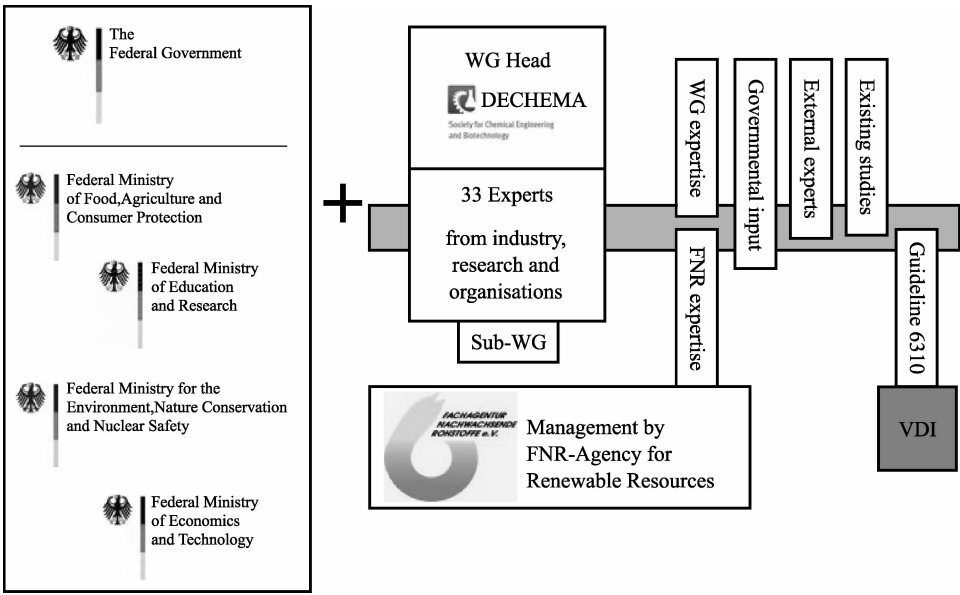 The
Federal Government
Federal Ministry
of Food,Agriculture and
Consumer Protection
Federal Ministry
of Education
and Research
Federal Ministry for the
Environment,Nature Conservation
and Nuclear Safety
Federal Ministry
of Economics
and Technology
+
WG Head
DECHEMA
Society for Chemical Engineering
and Biotechnology
33 Experts
from industry,
research and
organisations
Sub-WG
WG expertise
Governmental input
External experts
Existing studies
FNR expertise
Guideline 6310
VDI
FACHAGENTUR
NACHWACHSENDE
ROHSTOFFE e.V.
Management by
FNR-Agency for
Renewable Resources